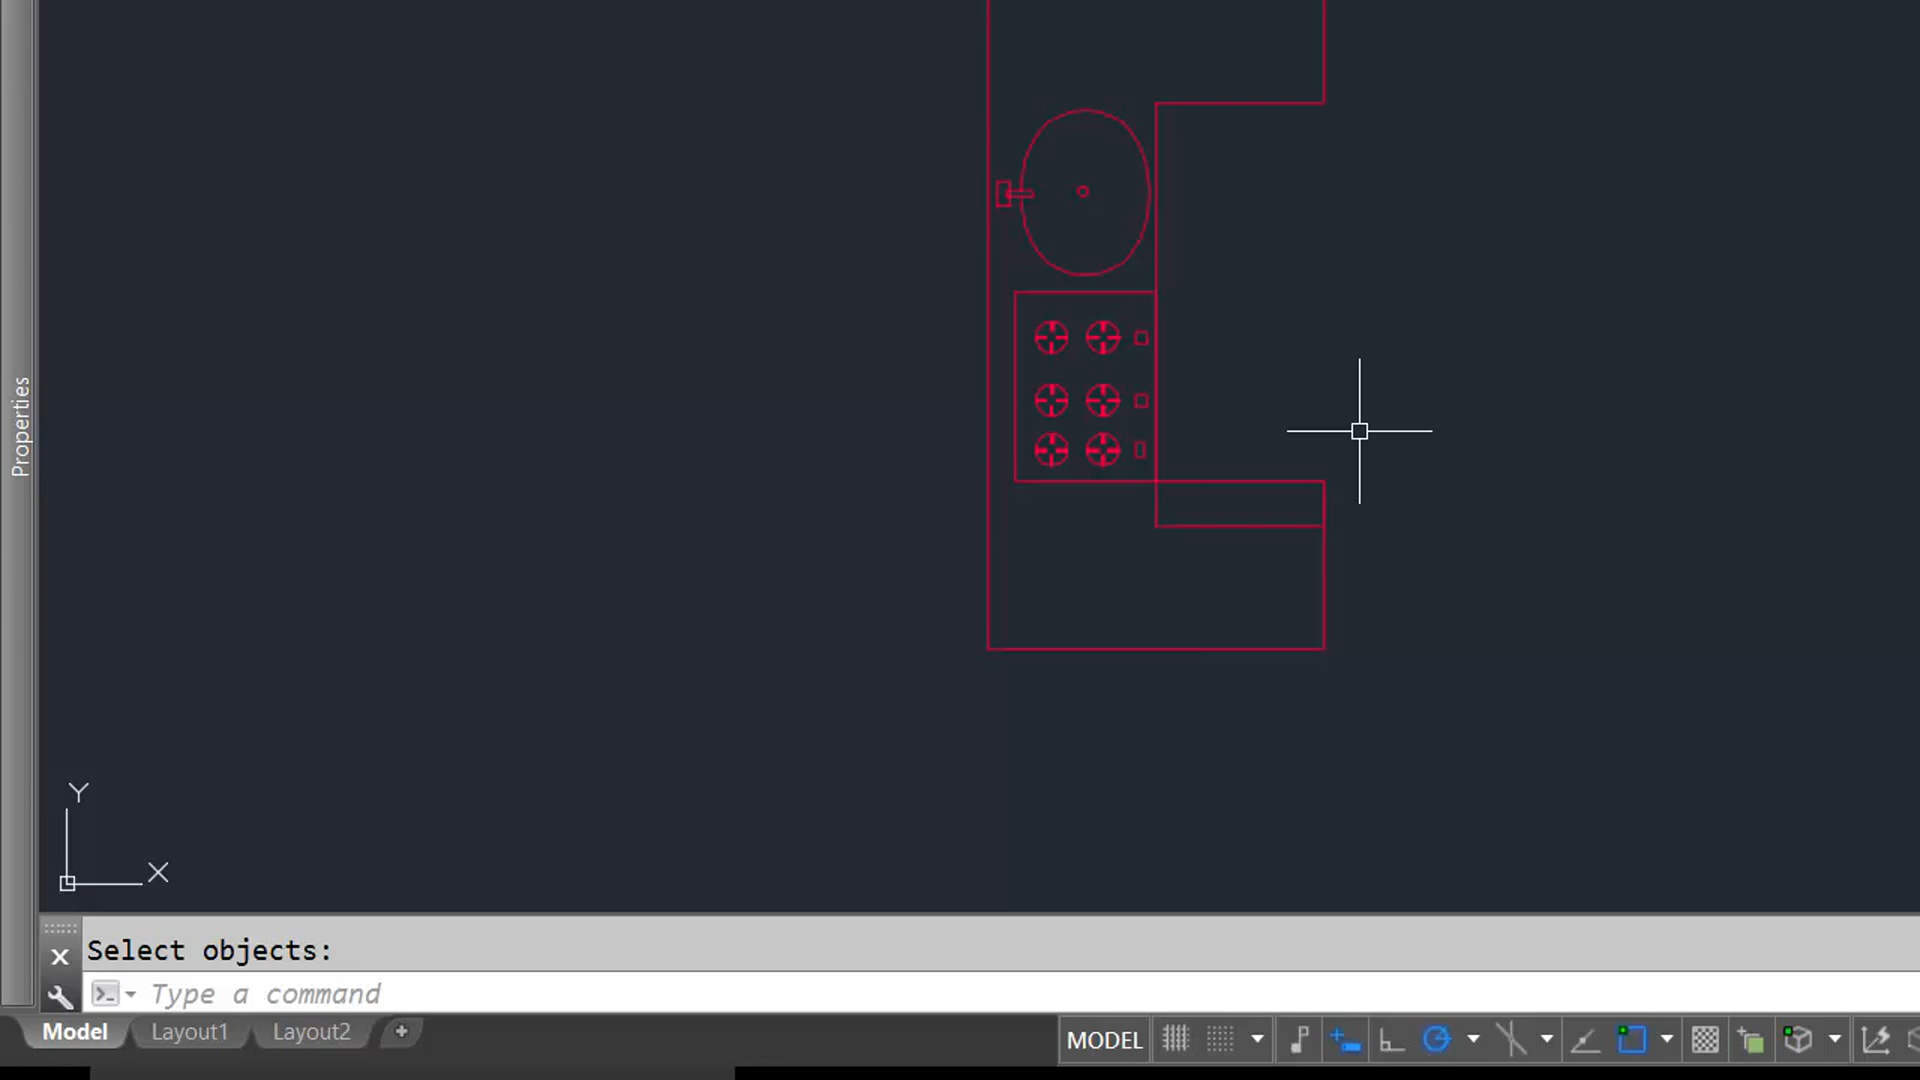 Properties
Y
X
Select objects:
Type a command
Model Layout1 Layout2
MODEL